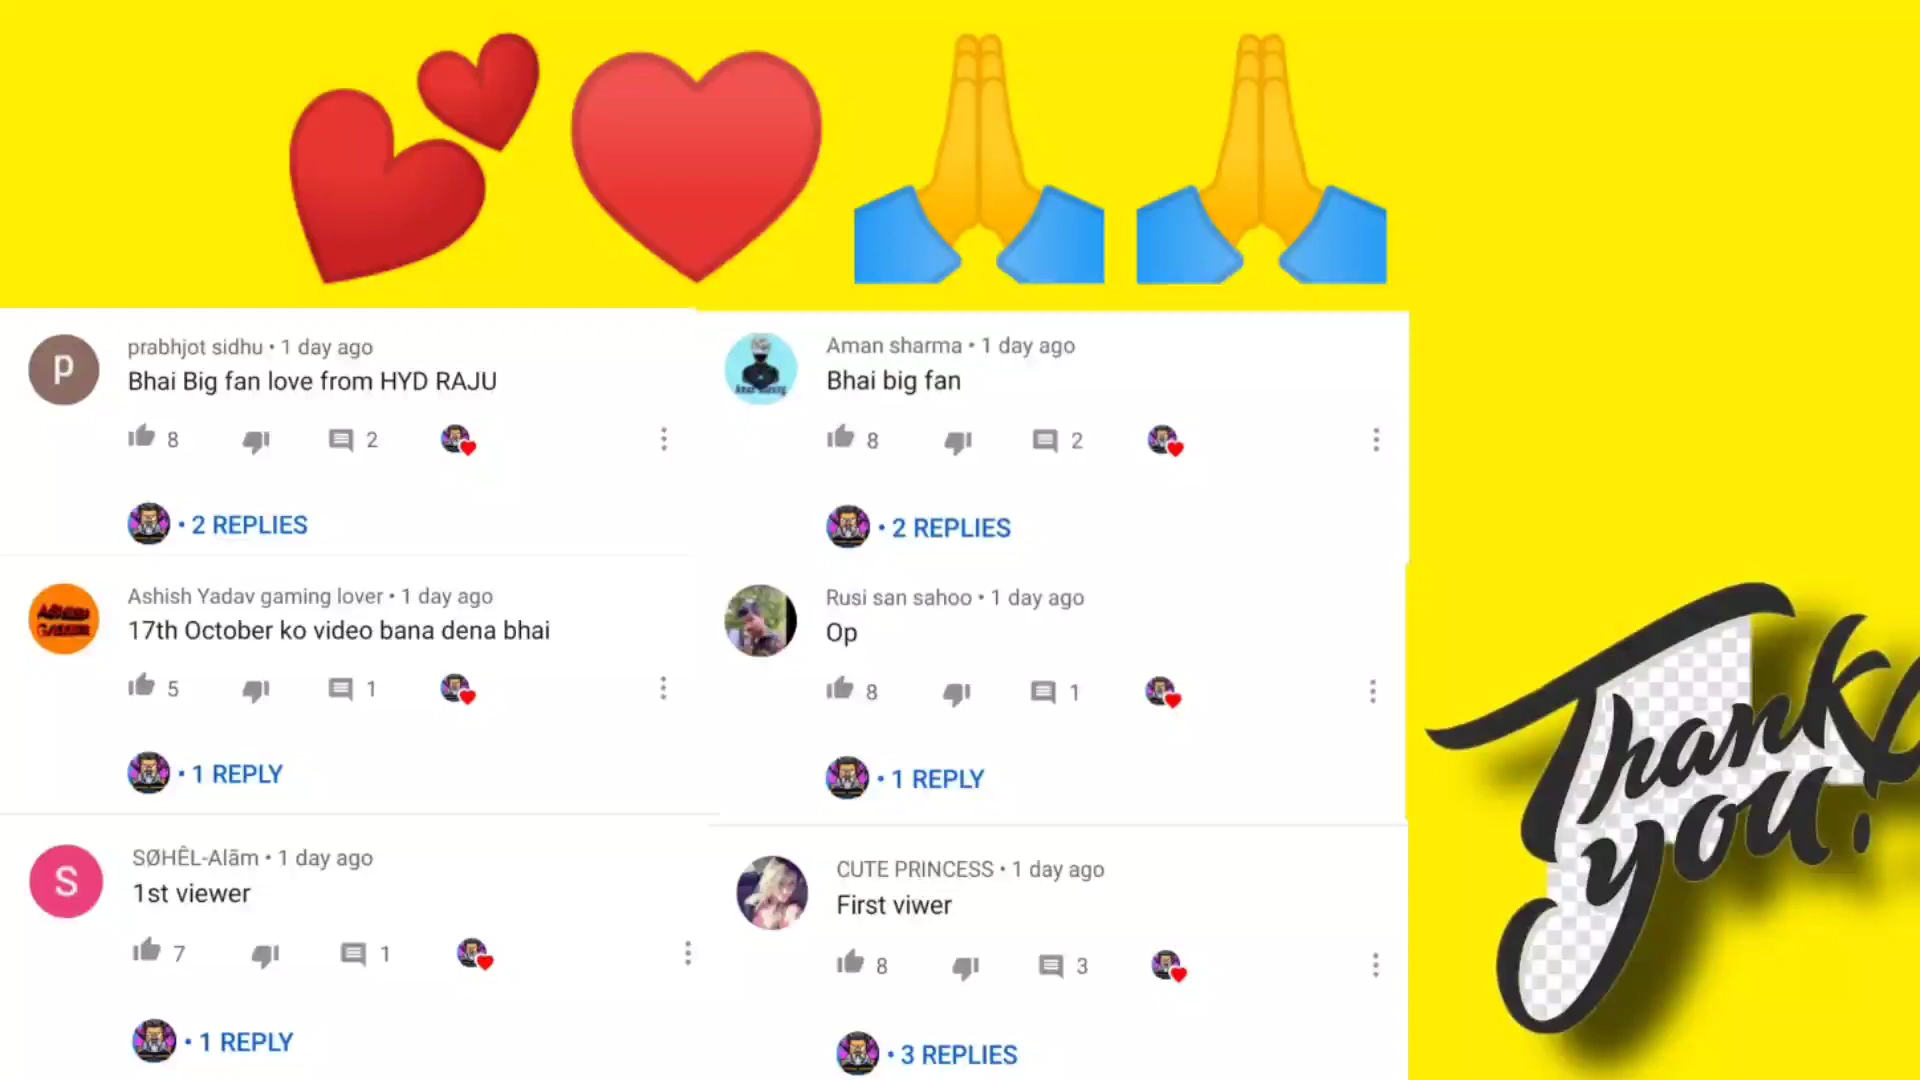 prabhjot sidhu • 1 day ago
Bhai Big fan love from HYD RAJU
8 2
• 2 REPLIES
Ashish Yadav gaming lover • 1 day ago
17th October ko video bana dena bhai
5 1
• 1 REPLY
S
SØHÊL-Alãm • 1 day ago
1st viewer
7 1
• 1 REPLY
p
Aman sharma • 1 day ago
Bhai big fan
8 2
• 2 REPLIES
Rusi san sahoo • 1 day ago
Op
8 1
• 1 REPLY
CUTE PRINCESS • 1 day ago
First viwer
8 3
• 3 REPLIES
Thank
you.